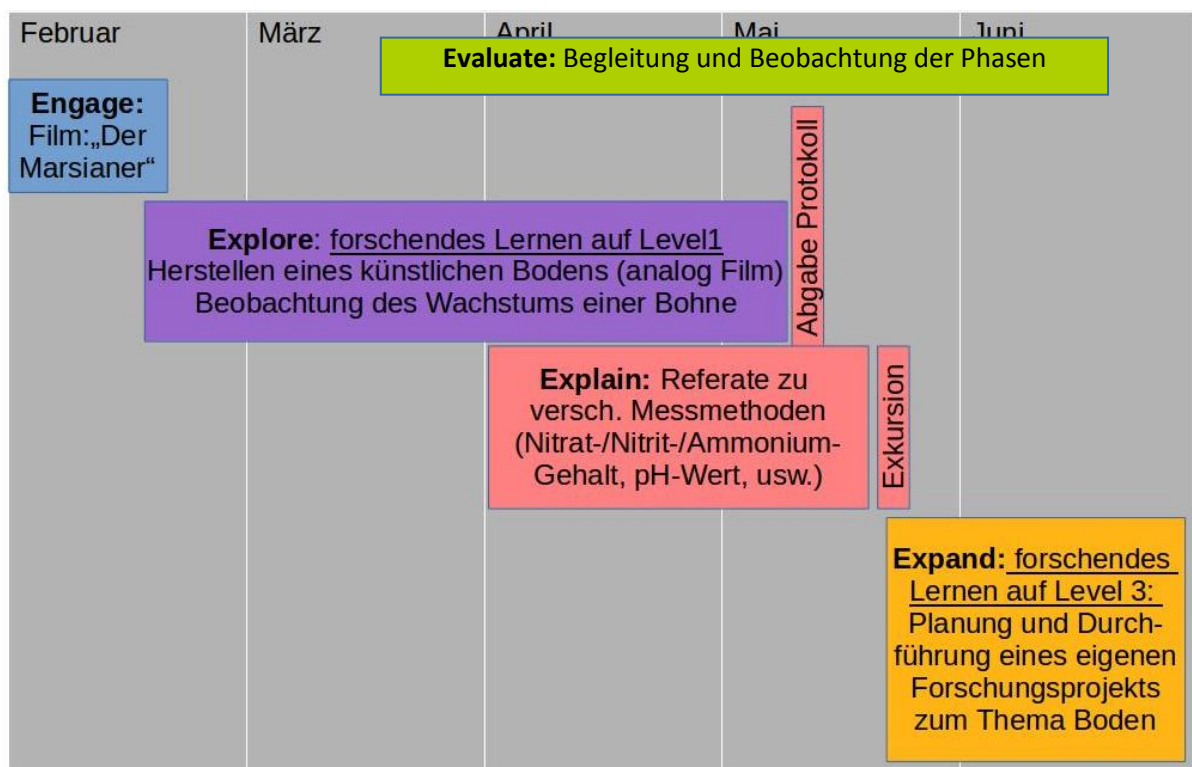 Februar
März
April
Mai
Juni
Evaluate: Begleitung und Beobachtung der Phasen
Engage:
Film:„Der
Marsianer“
Abgabe Protokoll
Explore: forschendes Lernen auf Level1
Herstellen eines künstlichen Bodens (analog Film)
Beobachtung des Wachstums einer Bohne
Explain: Referate zu
versch. Messmethoden
(Nitrat-/Nitrit-/Ammonium-
Gehalt, pH-Wert, usw.)
Exkursion
Expand: forschendes
Lernen auf Level 3:
Planung und Durch-
führung eines eigenen
Forschungsprojekts
zum Thema Boden